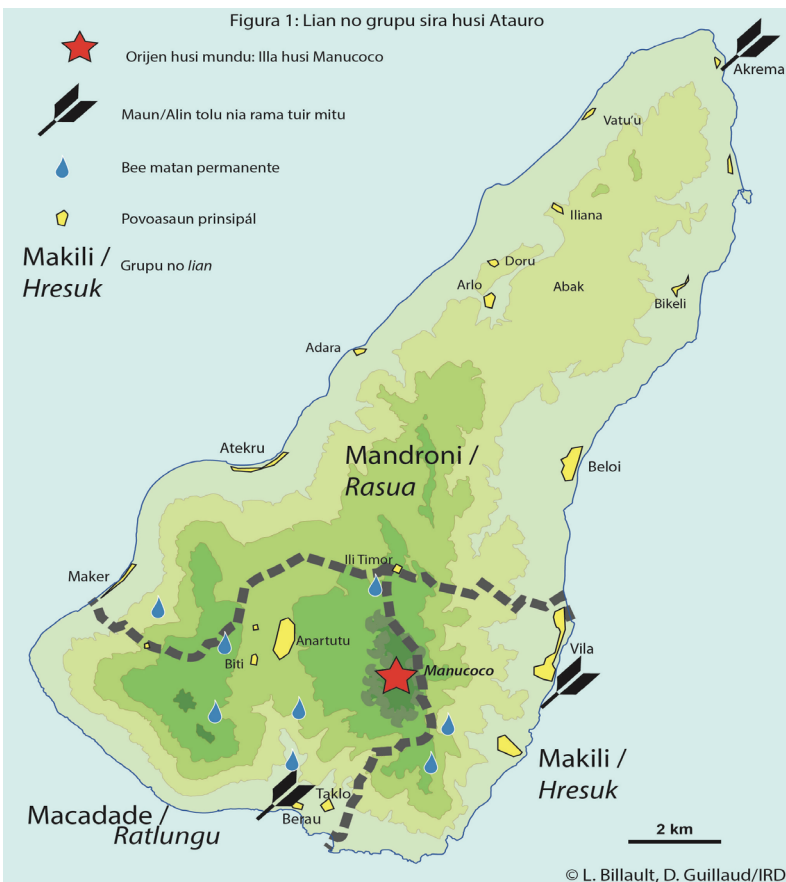 Figura 1: Lian no grupu sira husi Atauro
Orijen husi mundu: Illa husi Manucoco
Akrema
Maun/Alin tolu nia rama tuir mitu
Vatu'u
Bee matan permanente
Povoasaun prinsipál
Iliana
Makili /
Hresuk
Grupu no lian
Doru
Arlo
Abak
Bikeli
Adara
Atekru
Mandroni /
Rasua
Beloi
Ili Timor
Maker
Anartutu
Biti
Vila
Manucoco
Makili /
Hresuk
Taklo
Macadade /
Ratlungu
Berau
2 km
© L. Billault, D. Guillaud/IRD